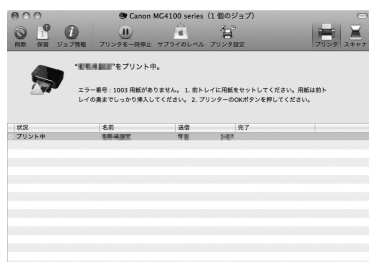 Canon MG4100 series（1 個のジョブ）
削除 保留 ジョブ情報 プリンタを一時停止 サプライのレベル プリンタ設定 プリンタ スキャナ
"をプリント中。
エラー番号：1003 用紙がありません。 1. 前トレイに用紙をセットしてください。用紙は前ト
レイの奥までしっかり挿入してください。 2. プリンターのOKボタンを押してください。
状況 名前 送信 完了
プリント中